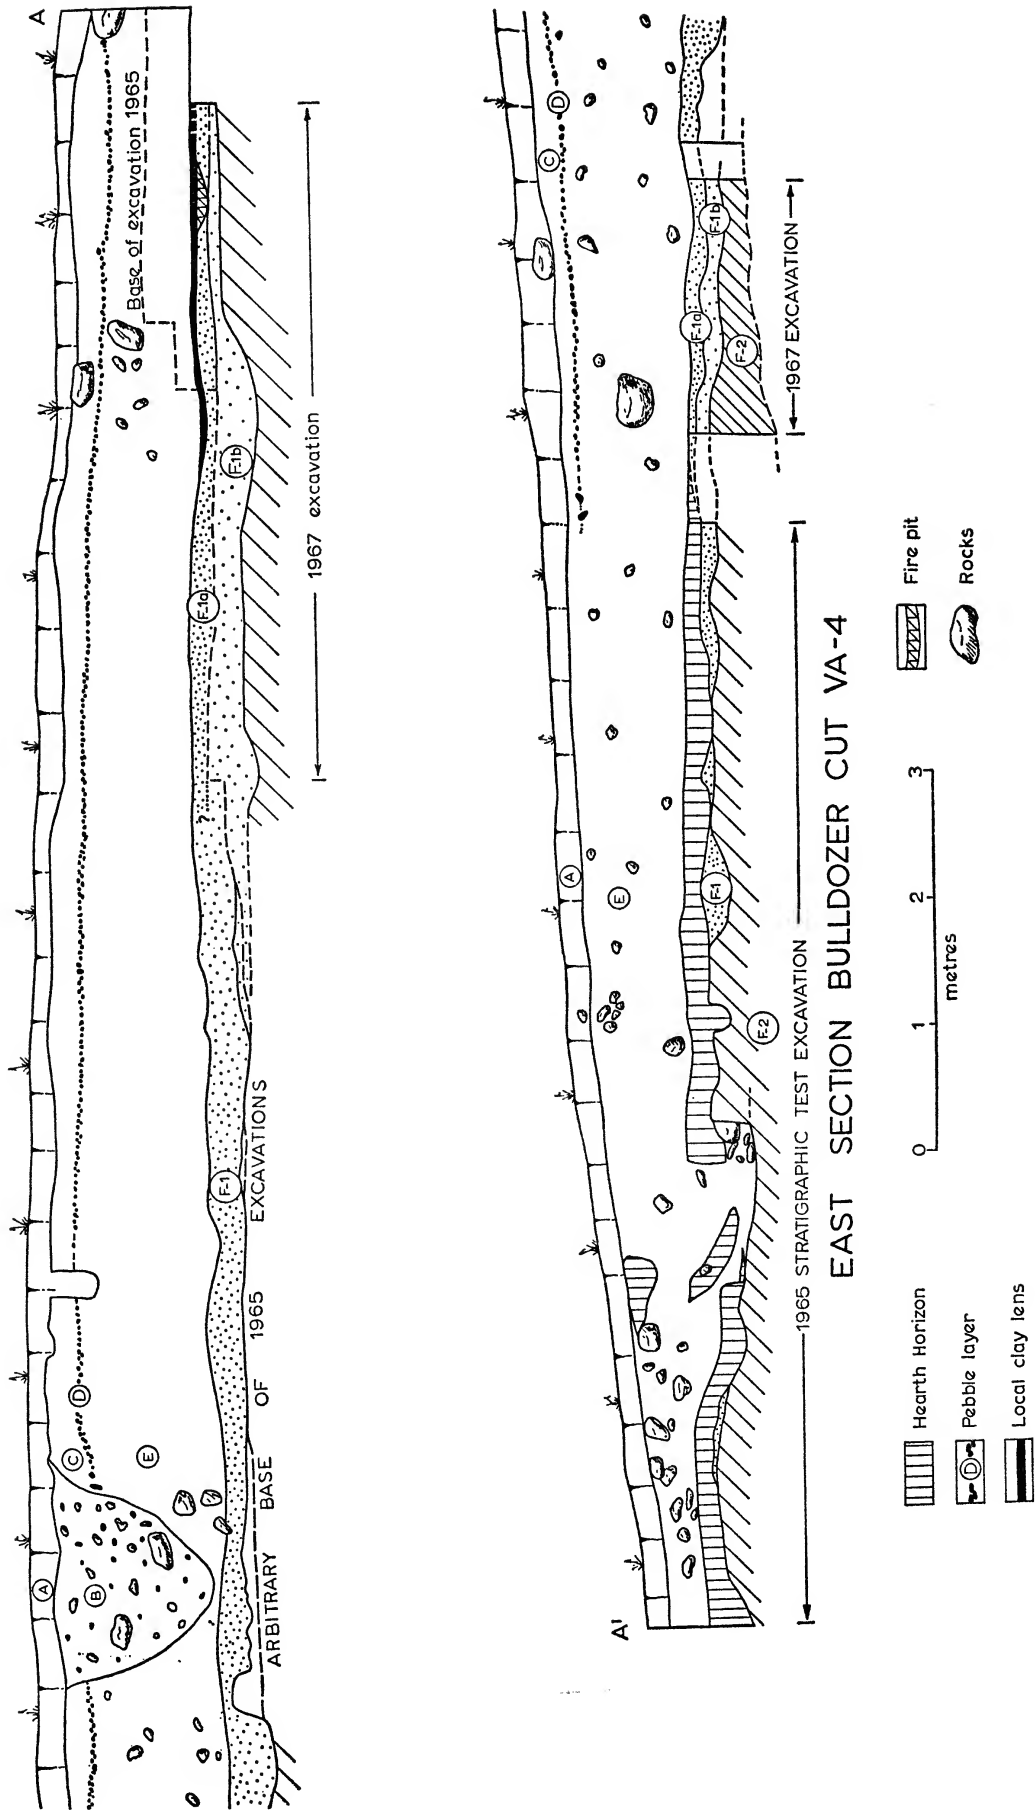 A
Base of excavation 1965
F-1a
F-1b
1967 excavation
?
F-1
ARBITRARY BASE OF 1965 EXCAVATIONS
A
B
C
D
E
A'
A
E
C
D
F-1
F-2
F-1a
F-1b
F-2
1967 EXCAVATION
1965 STRATIGRAPHIC TEST EXCAVATION
EAST SECTION BULLDOZER CUT VA-4
0 1 2 3
metres
Hearth Horizon
D Pebble layer
Local clay lens
Fire pit
Rocks